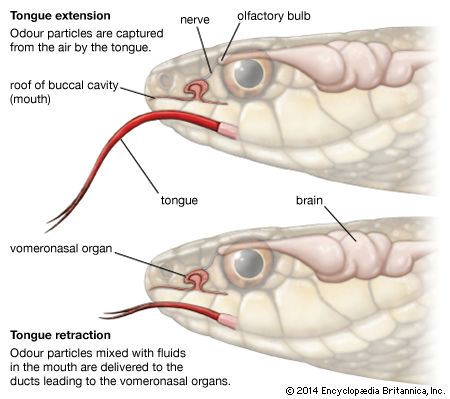 Tongue extension
Odour particles are captured
from the air by the tongue.
nerve
olfactory bulb
roof of buccal cavity
(mouth)
tongue
brain
vomeronasal organ
Tongue retraction
Odour particles mixed with fluids
in the mouth are delivered to the
ducts leading to the vomeronasal organs.
© 2014 Encyclopædia Britannica, Inc.